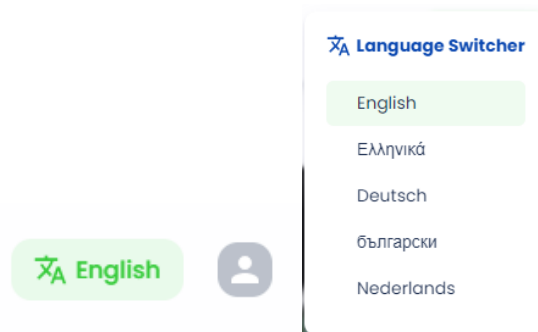 English
Language Switcher
English
Ελληνικά
Deutsch
български
Nederlands